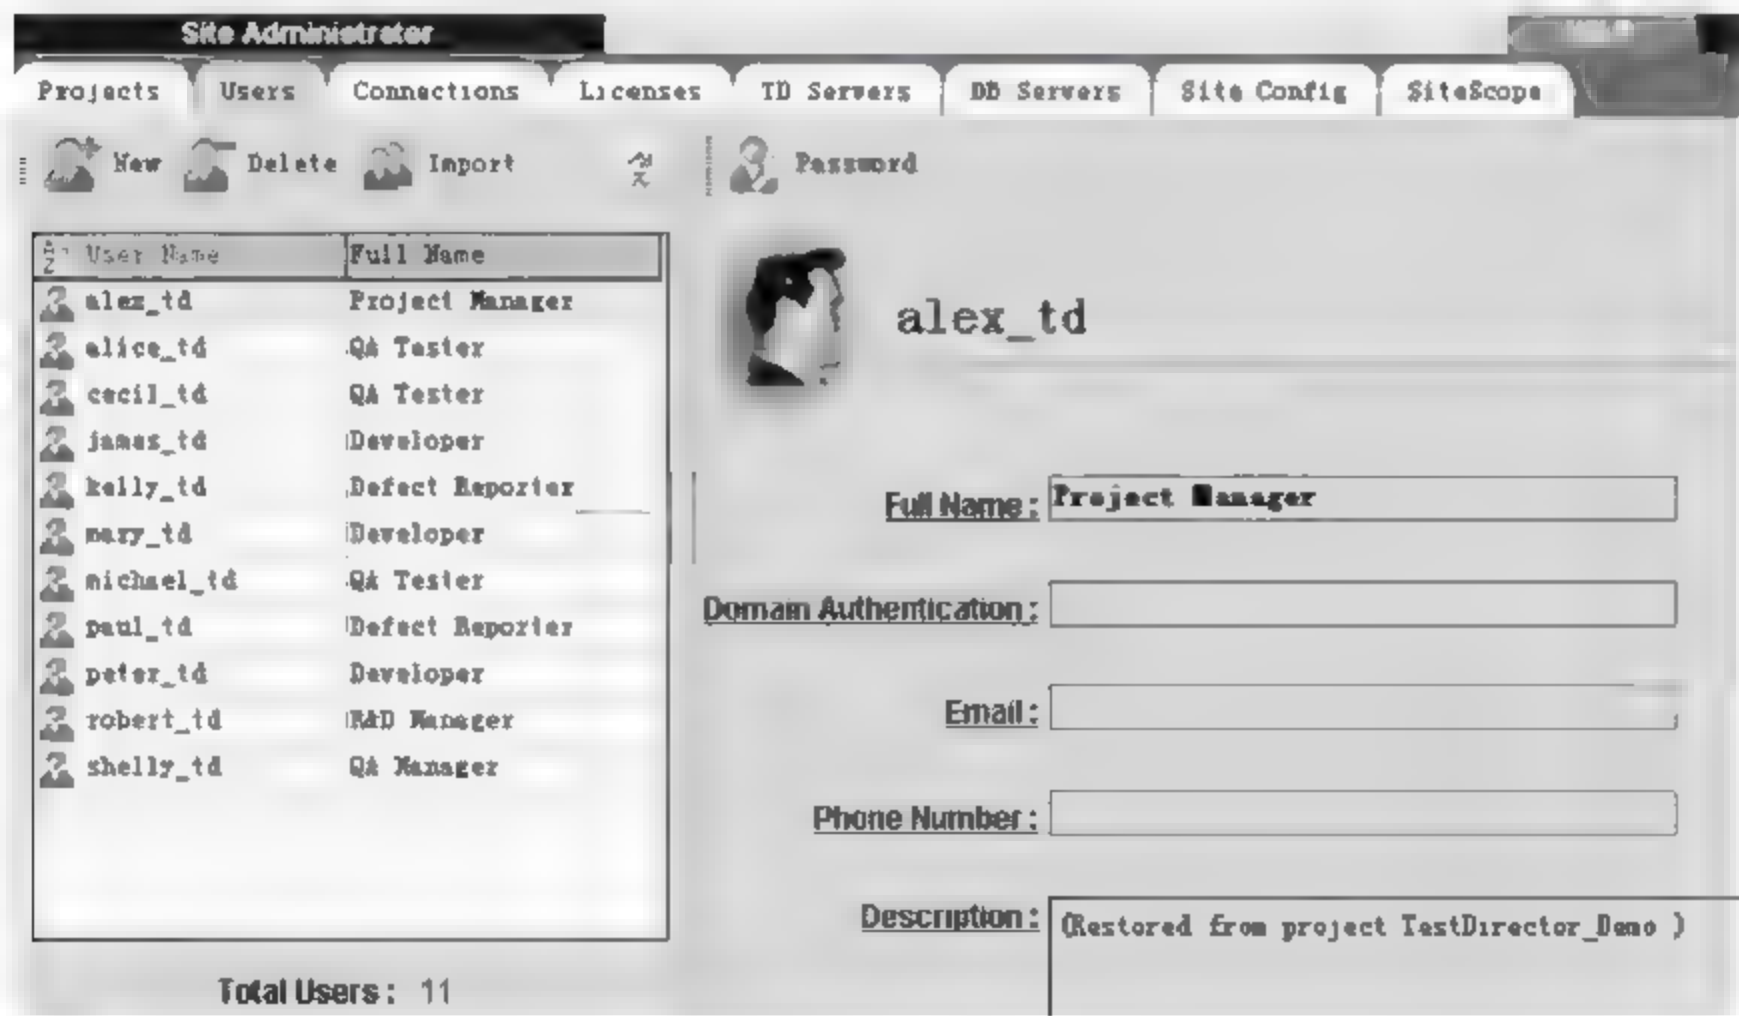 Site Administrator
Projects Users Connections Licenses TD Servers DB Servers Site Config SiteScope
New Delete Import Password
User Name Full Name
alex_td Project Manager
alice_td QA Tester
cecil_td QA Tester
james_td Developer
kelly_td Defect Reporter
mary_td Developer
michael_td QA Tester
paul_td Defect Reporter
peter_td Developer
robert_td R&D Manager
shelly_td QA Manager
Total Users: 11
alex_td
Full Name: Project Manager
Domain Authentication:
Email:
Phone Number:
Description: (Restored from project TestDirector_Demo )